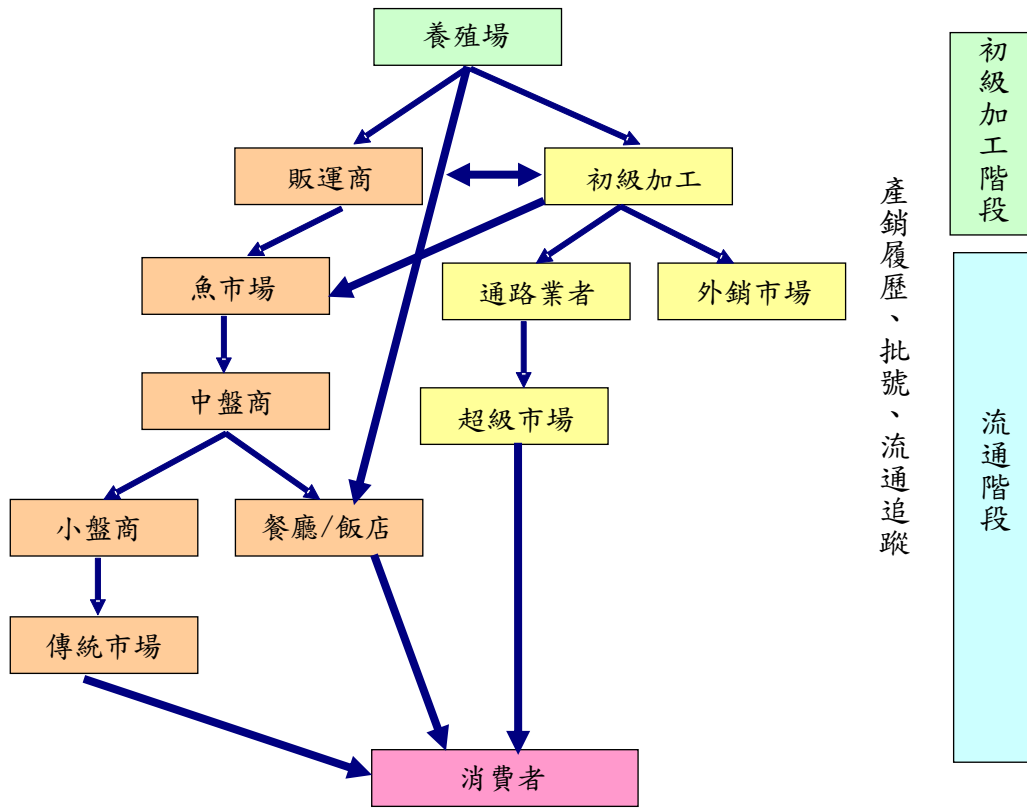 養殖場
販運商
初級加工
魚市場
通路業者
外銷市場
中盤商
超級市場
小盤商
餐廳/飯店
傳統市場
消費者
產銷履歷、批號、流通追蹤
初級加工階段
流通階段